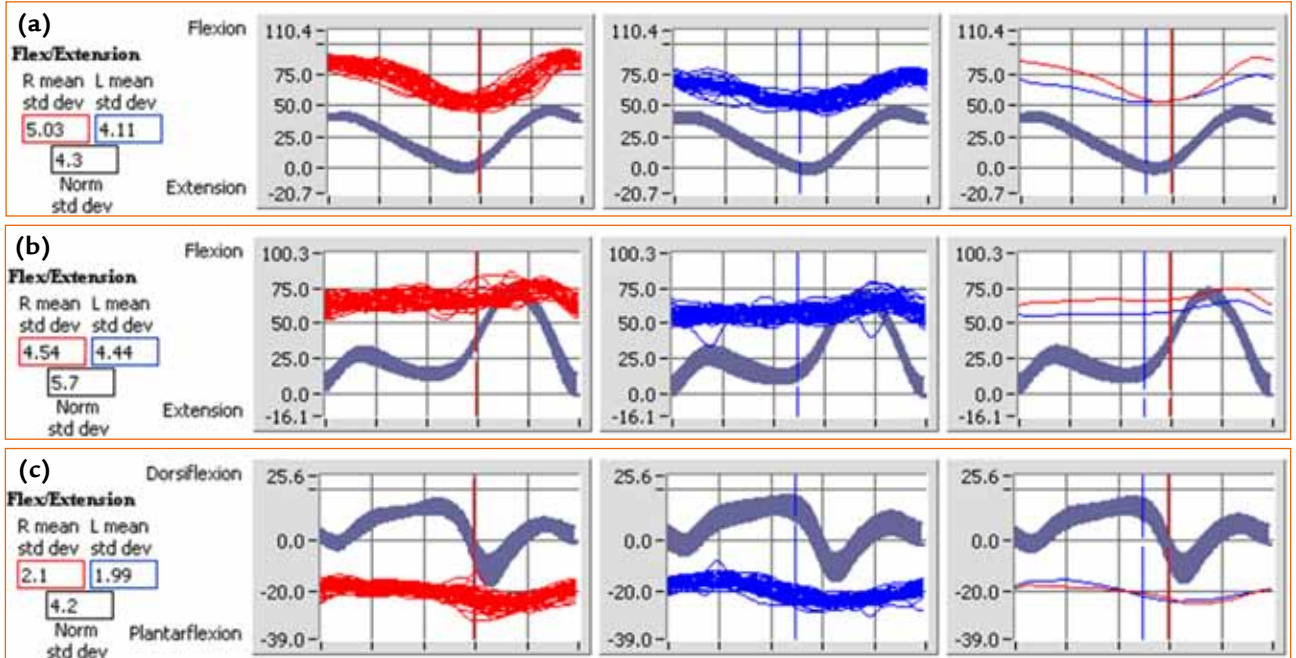 (a)
Flex/Extension
R mean L mean
std dev std dev
5.03 4.11
4.3
Norm
std dev
Flexion
Extension
110.4
75.0
50.0
25.0
0.0
-20.7
110.4
75.0
50.0
25.0
0.0
-20.7
110.4
75.0
50.0
25.0
0.0
-20.7
(b)
Flex/Extension
R mean L mean
std dev std dev
4.54 4.44
5.7
Norm
std dev
Flexion
Extension
100.3
75.0
50.0
25.0
0.0
-16.1
100.3
75.0
50.0
25.0
0.0
-16.1
100.3
75.0
50.0
25.0
0.0
-16.1
(c)
Flex/Extension
R mean L mean
std dev std dev
2.1 1.99
4.2
Norm
std dev
Dorsiflexion
Plantarflexion
25.6
0.0
-20.0
-39.0
25.6
0.0
-20.0
-39.0
25.6
0.0
-20.0
-39.0